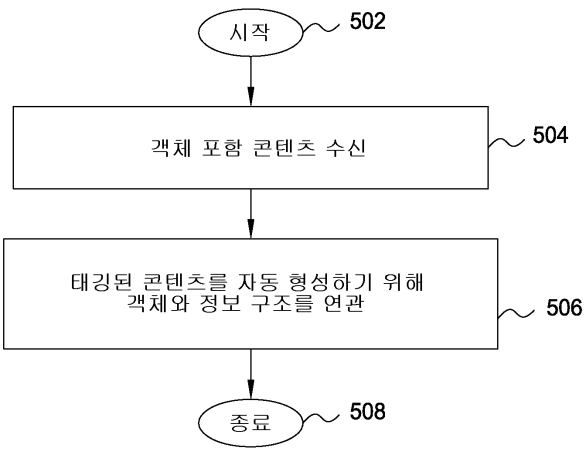 시작
502
객체 포함 콘텐츠 수신
504
태깅된 콘텐츠를 자동 형성하기 위해
객체와 정보 구조를 연관
506
종료
508